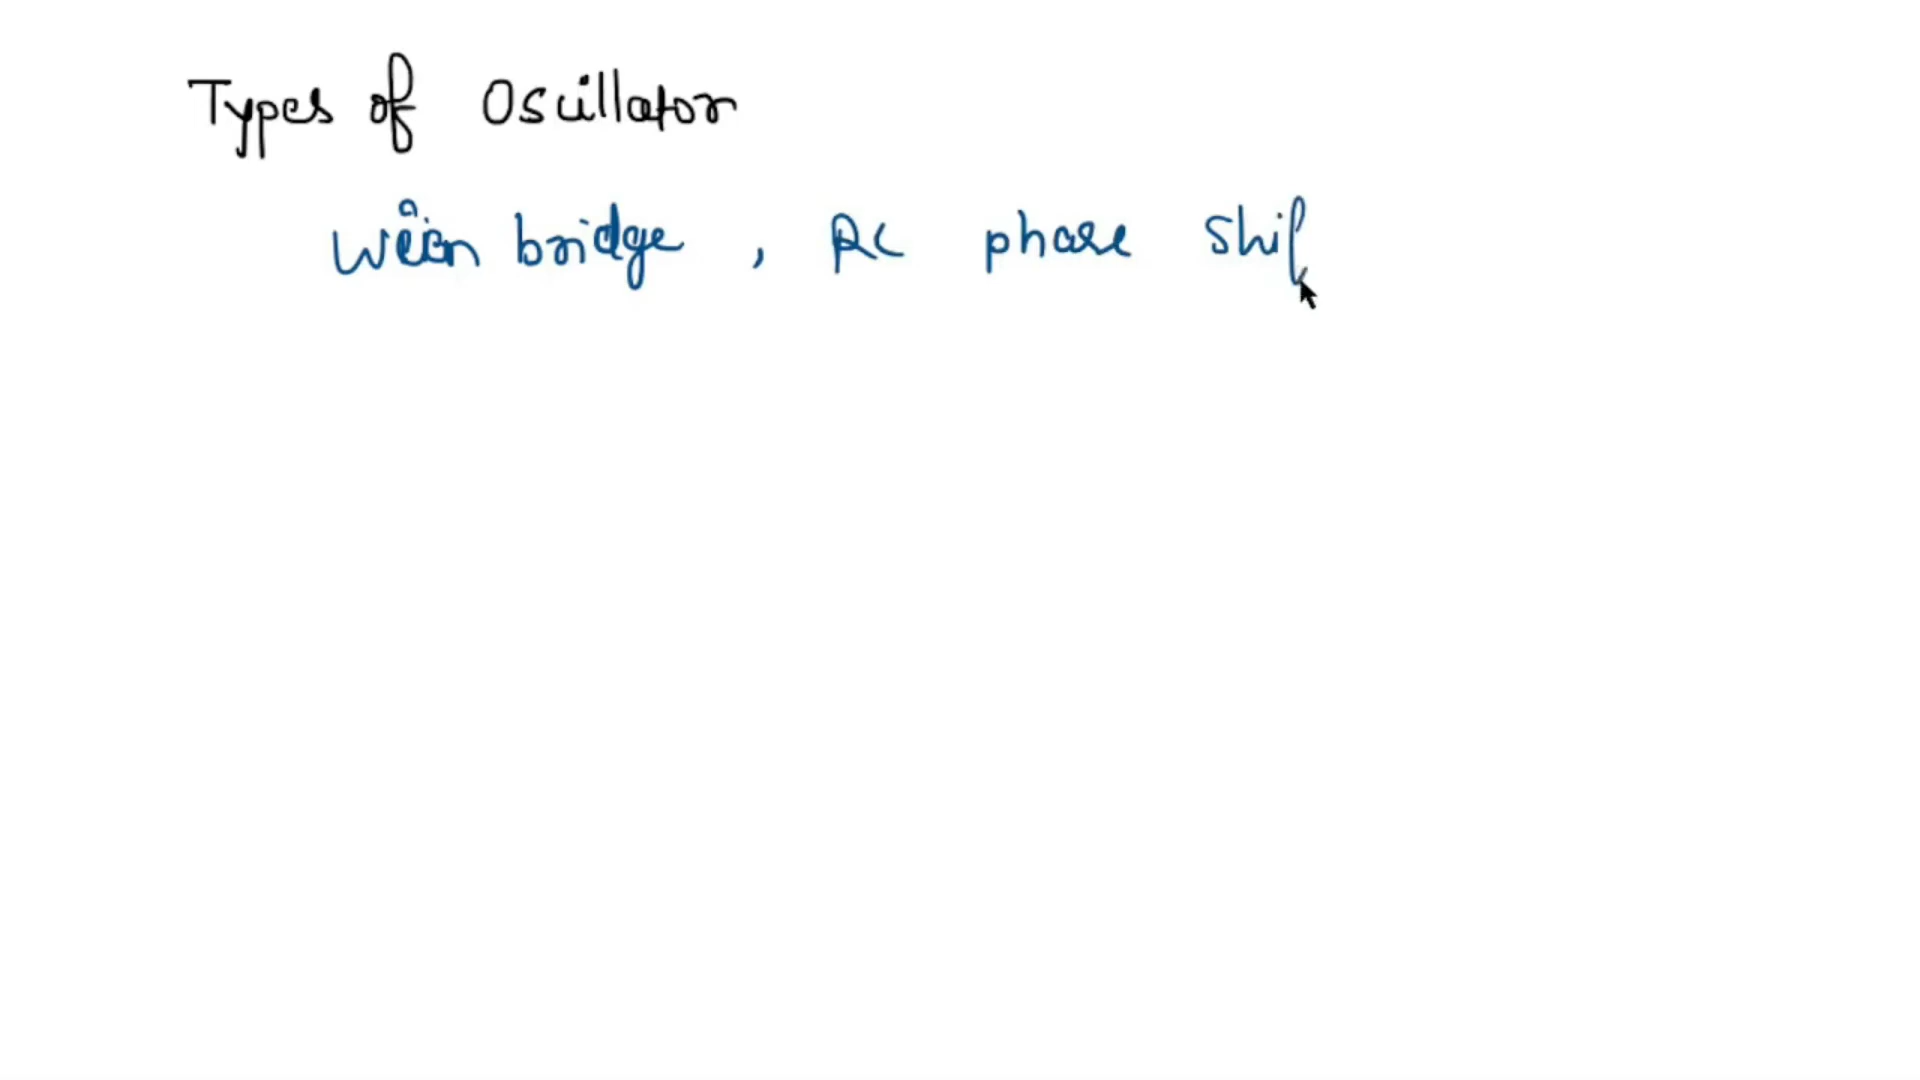 Types of Oscillator
Wein bridge , RC phase Shif